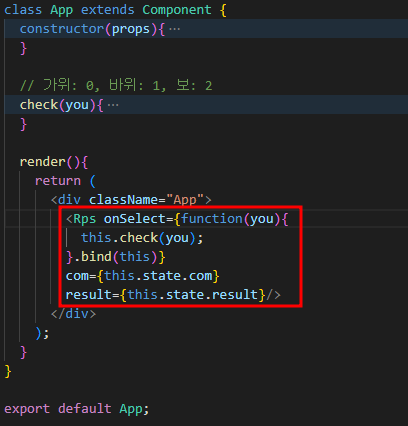 class App extends Component {
  constructor(props){ ···
  }

  // 가위: 0, 바위: 1, 보: 2
  check(you){ ···
  }

  render(){
    return (
      <div className="App">
        <Rps onSelect={function(you){
          this.check(you);
        }.bind(this)}
        com={this.state.com}
        result={this.state.result}/>
      </div>
    );
  }
}

export default App;